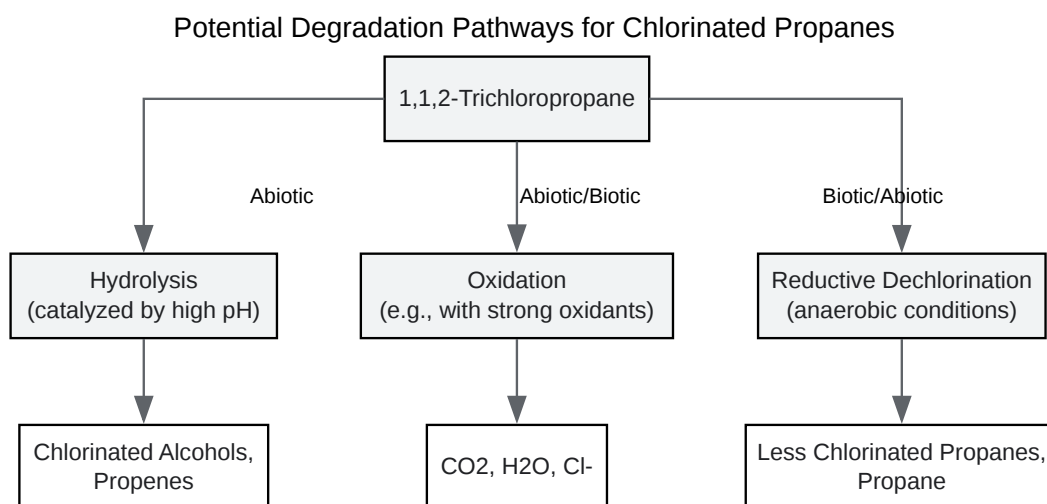 Potential Degradation Pathways for Chlorinated Propanes
1,1,2-Trichloropropane
Abiotic
Abiotic/Biotic
Biotic/Abiotic
Hydrolysis
(catalyzed by high pH)
Oxidation
(e.g., with strong oxidants)
Reductive Dechlorination
(anaerobic conditions)
Chlorinated Alcohols,
Propenes
CO2, H2O, Cl-
Less Chlorinated Propanes,
Propane